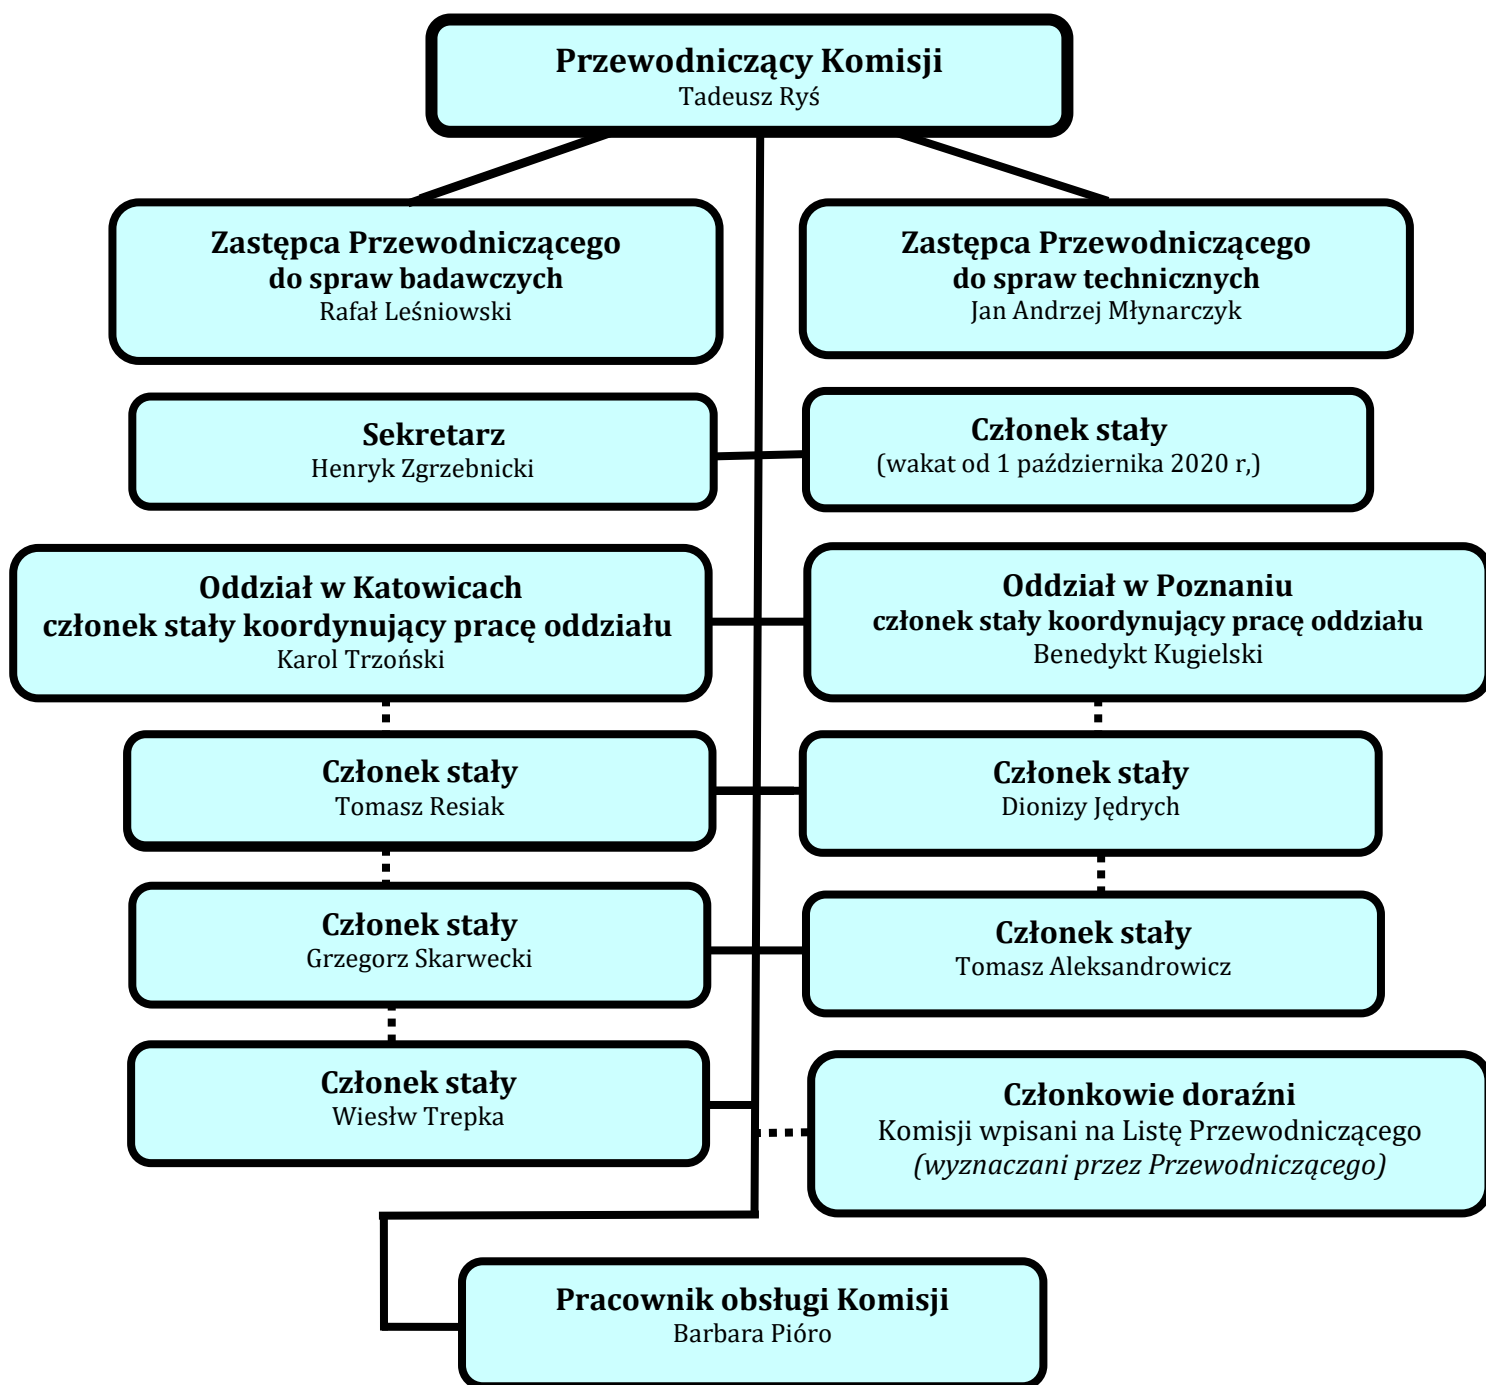 Przewodniczący Komisji
Tadeusz Ryś
Zastępca Przewodniczącego
do spraw badawczych
Rafał Leśniowski
Zastępca Przewodniczącego
do spraw technicznych
Jan Andrzej Młynarczyk
Sekretarz
Henryk Zgrzebnicki
Członek stały
(wakat od 1 października 2020 r,)
Oddział w Katowicach
członek stały koordynujący pracę oddziału
Karol Trzoński
Oddział w Poznaniu
członek stały koordynujący pracę oddziału
Benedykt Kugielski
Członek stały
Tomasz Resiak
Członek stały
Dionizy Jędrych
Członek stały
Grzegorz Skarwecki
Członek stały
Tomasz Aleksandrowicz
Członek stały
Wiesłw Trepka
Członkowie doraźni
Komisji wpisani na Listę Przewodniczącego
(wyznaczani przez Przewodniczącego)
Pracownik obsługi Komisji
Barbara Pióro